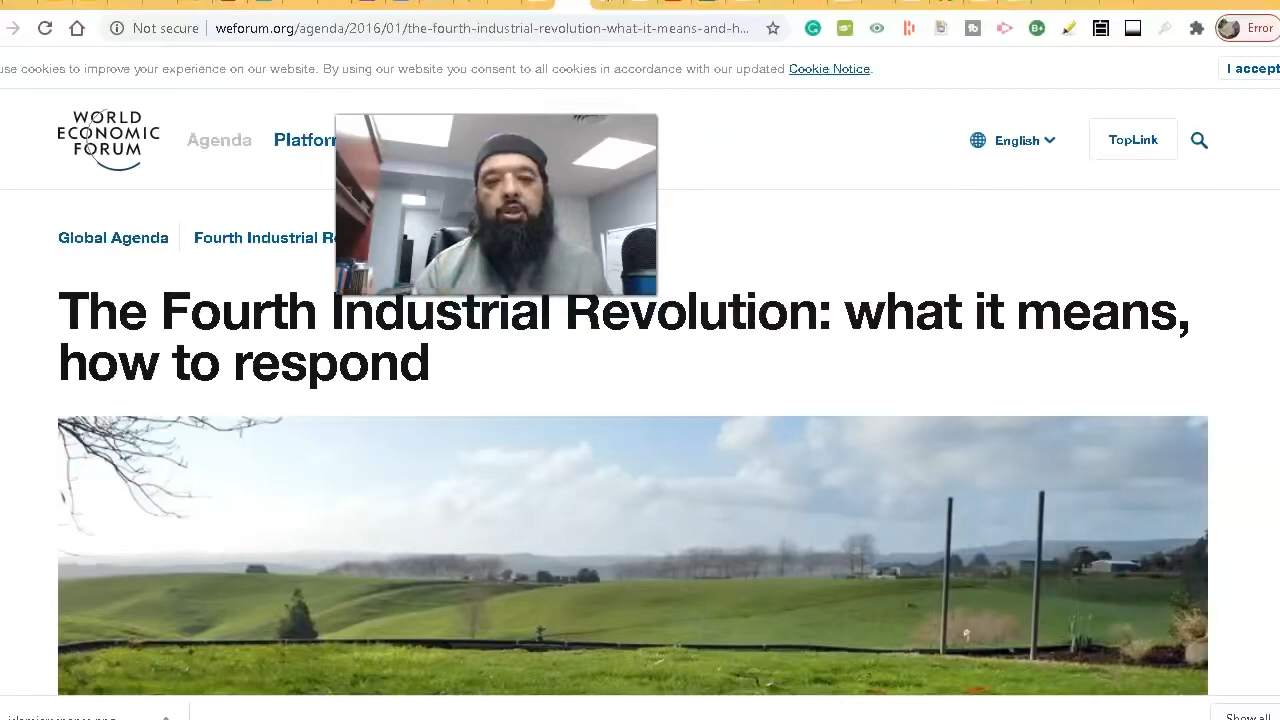 Not secure
weforum.org/agenda/2016/01/the-fourth-industrial-revolution-what-it-means-and-h...
Error
use cookies to improve your experience on our website. By using our website you consent to all cookies in accordance with our updated Cookie Notice.
I accept
WORLD
ECONOMIC
FORUM
Agenda
Platfor
English
TopLink
Global Agenda
Fourth Industrial R
The Fourth Industrial Revolution: what it means,
how to respond
Show all